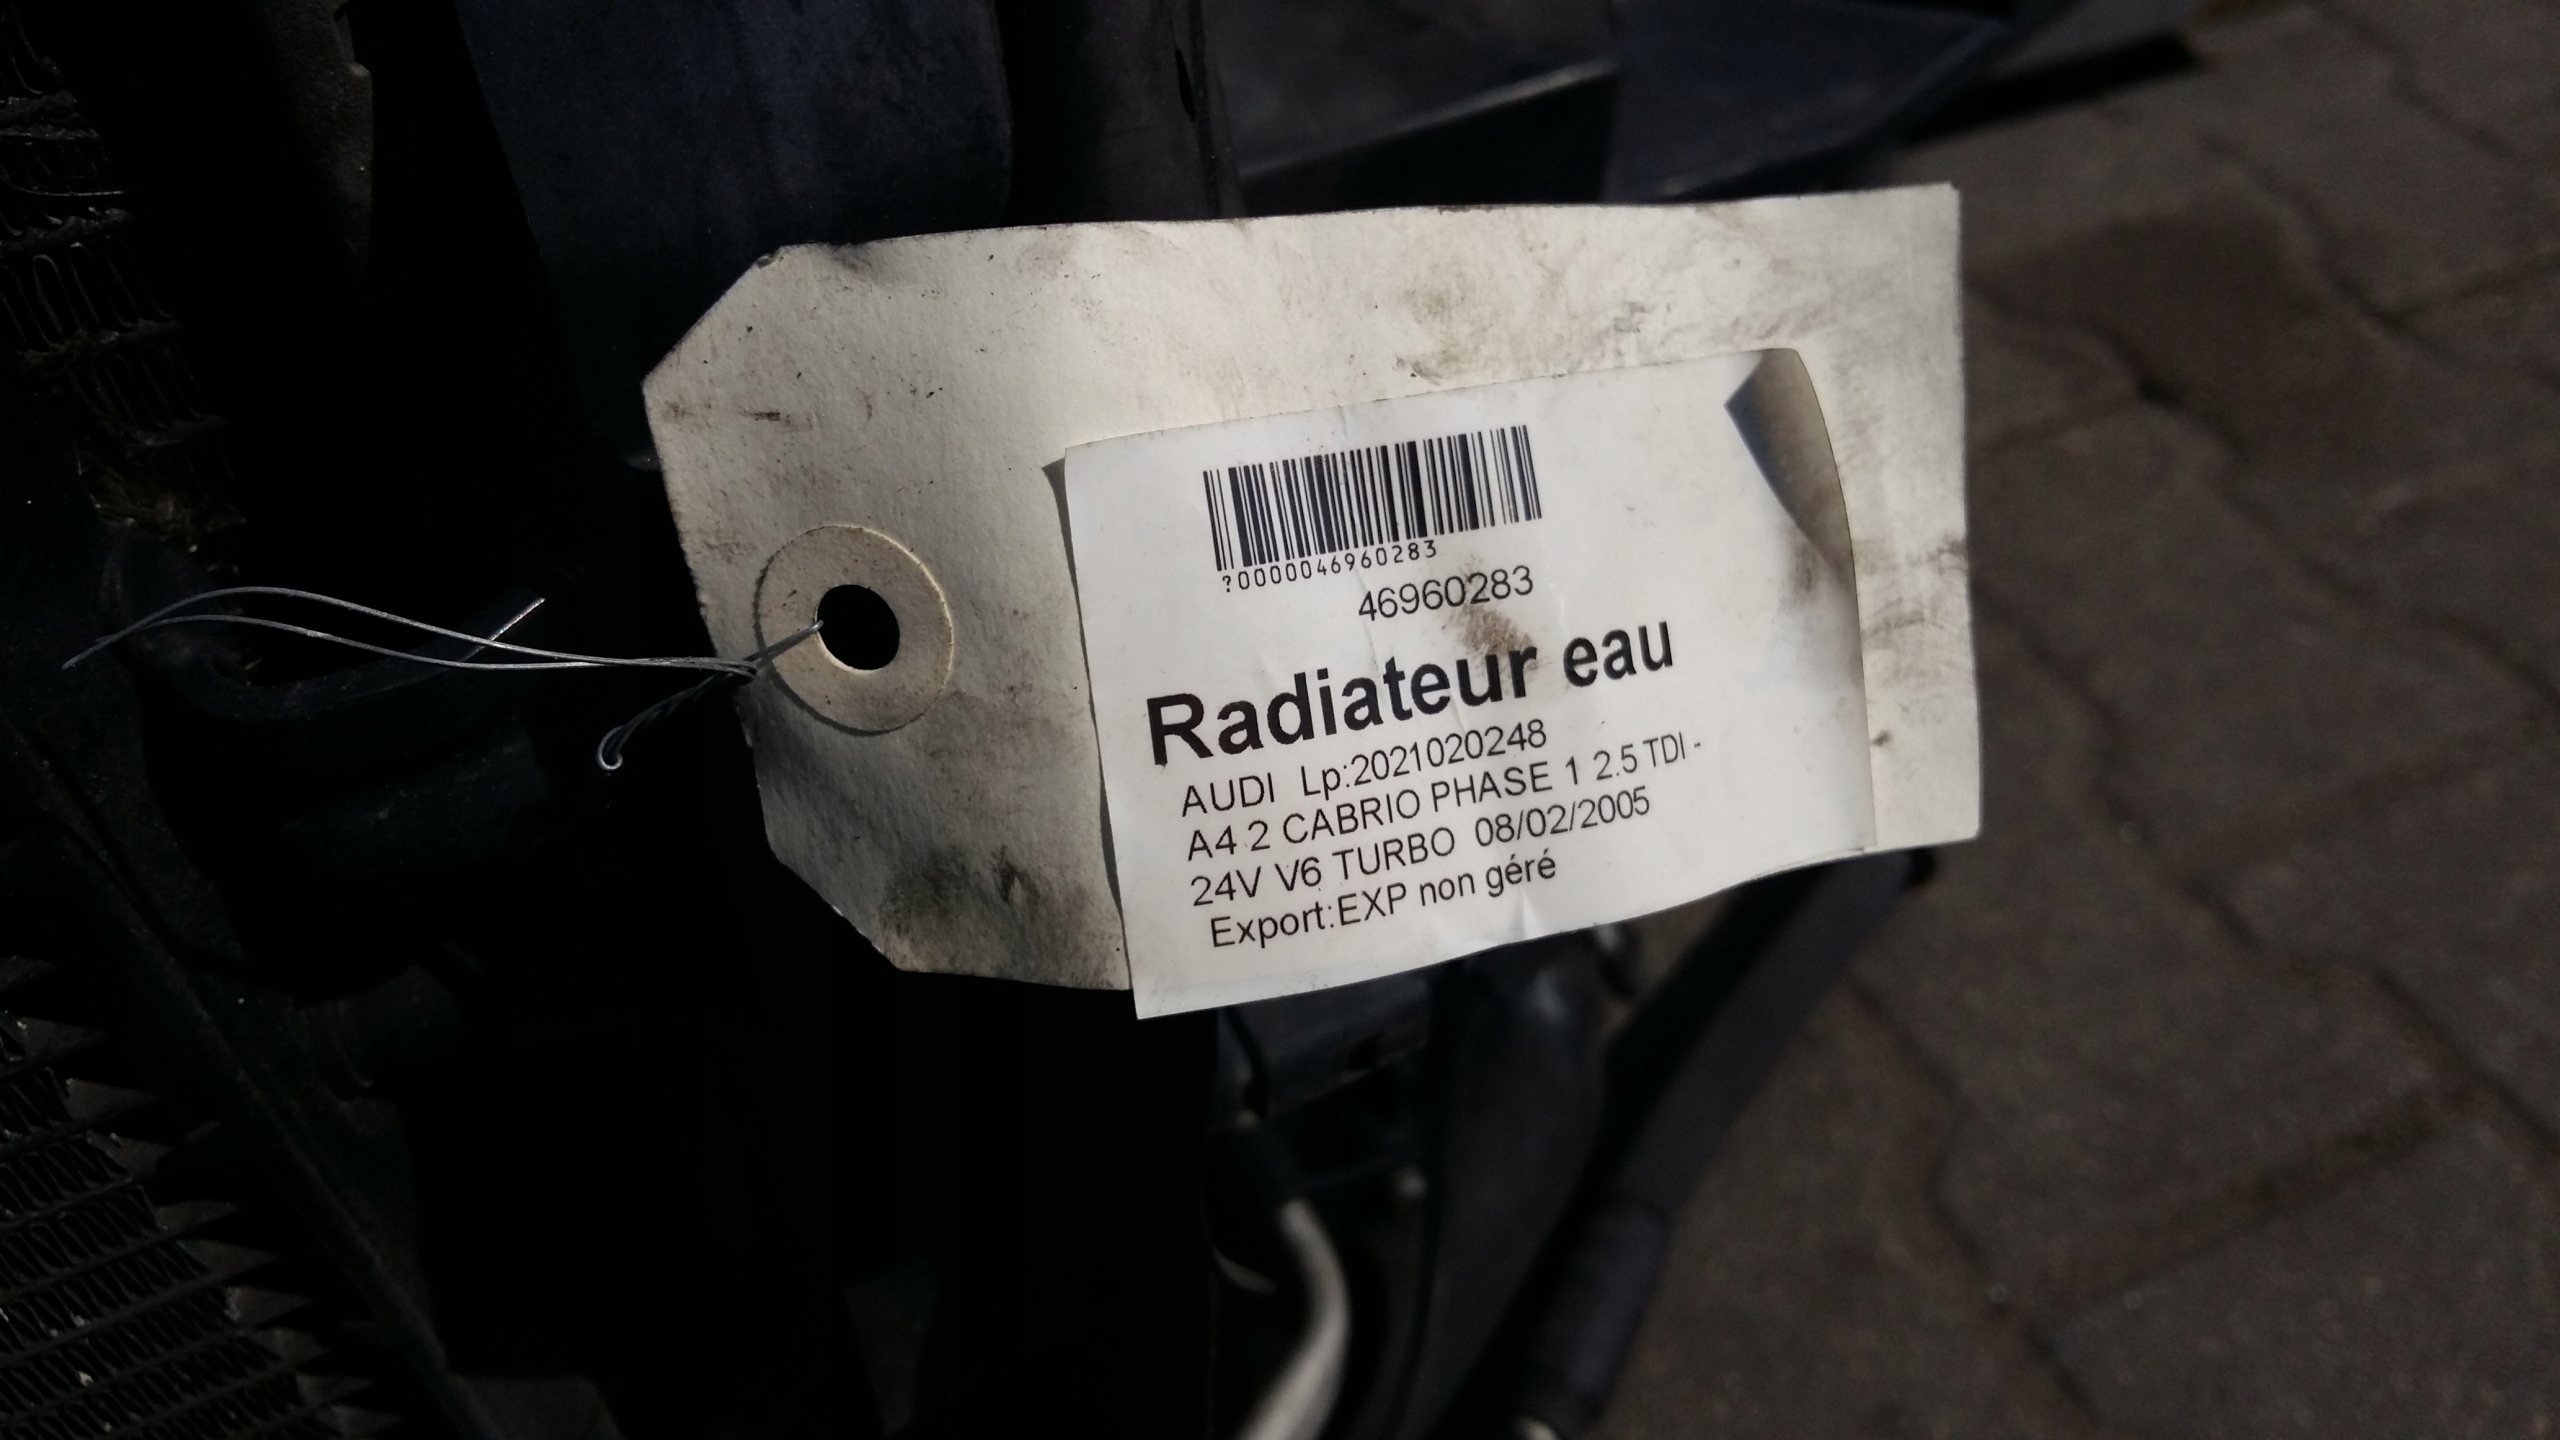 ?0000046960283
46960283
Radiateur eau
AUDI Lp:2021020248
A4 2 CABRIO PHASE 1 2.5 TDI -
24V V6 TURBO 08/02/2005
Export:EXP non géré